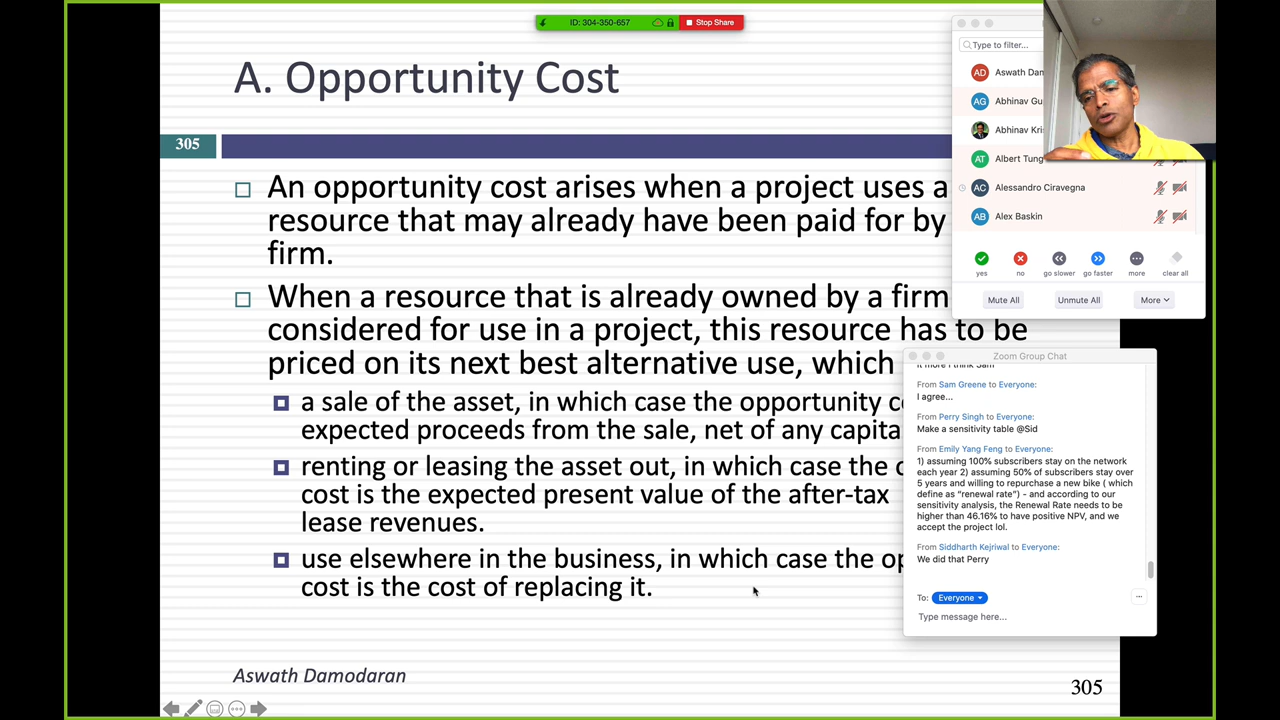 ID: 304-350-657
Stop Share
A. Opportunity Cost
305
An opportunity cost arises when a project uses a
resource that may already have been paid for by
firm.
When a resource that is already owned by a firm
considered for use in a project, this resource has to be
priced on its next best alternative use, which
a sale of the asset, in which case the opportunity
expected proceeds from the sale, net of any
renting or leasing the asset out, in which case the
cost is the expected present value of the after-tax
lease revenues.
use elsewhere in the business, in which case the
cost is the cost of replacing it.
Aswath Damodaran
305
Type to filter...
AD Aswath
AG Abhinav
Abhinav
AT Albert Tung
AC Alessandro Ciravegna
AB Alex Baskin
yes
no
go slower
go faster
more
clear all
Mute All
Unmute All
More
Zoom Group Chat
From Sam Greene to Everyone:
I agree...
From Perry Singh to Everyone:
Make a sensitivity table @Sid
From Emily Yang Feng to Everyone:
1) assuming 100% subscribers stay on the network
each year 2) assuming 50% of subscribers stay over
5 years and willing to repurchase a new bike ( which
define as “renewal rate”) - and according to our
sensitivity analysis, the Renewal Rate needs to be
higher than 46.16% to have positive NPV, and we
accept the project lol.
From Siddharth Kejriwal to Everyone:
We did that Perry
To: Everyone
Type message here...